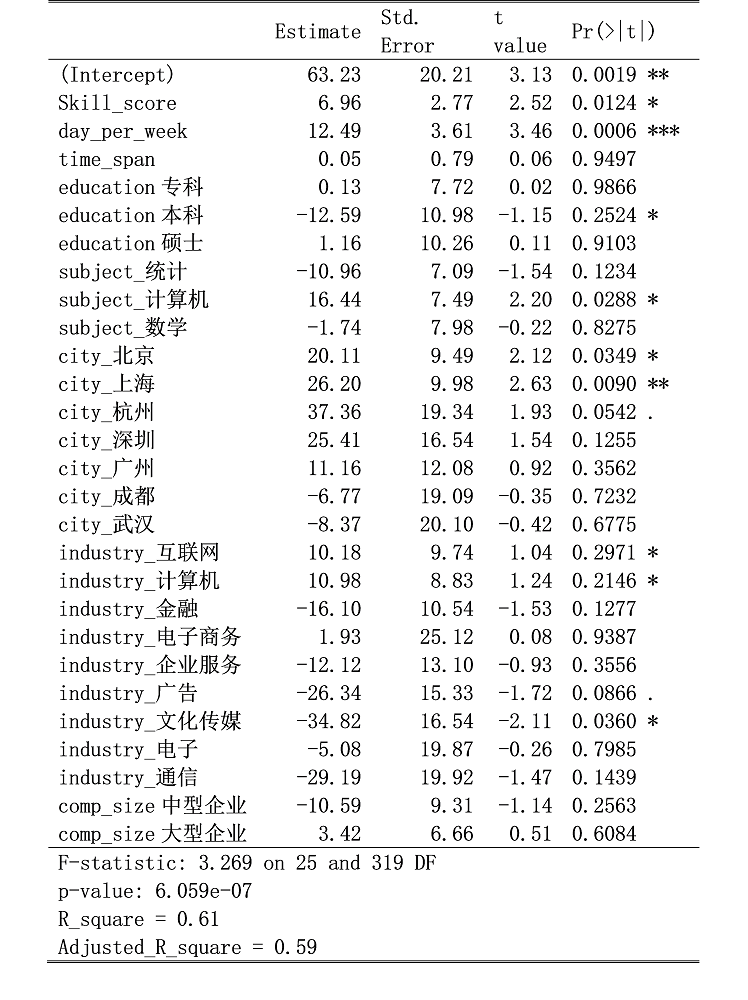 Estimate Std. Error t value Pr(>|t|)
(Intercept) 63.23 20.21 3.13 0.0019 **
Skill_score 6.96 2.77 2.52 0.0124 *
day_per_week 12.49 3.61 3.46 0.0006 ***
time_span 0.05 0.79 0.06 0.9497
education 专科 0.13 7.72 0.02 0.9866
education 本科 -12.59 10.98 -1.15 0.2524 *
education 硕士 1.16 10.26 0.11 0.9103
subject_统计 -10.96 7.09 -1.54 0.1234
subject_计算机 16.44 7.49 2.20 0.0288 *
subject_数学 -1.74 7.98 -0.22 0.8275
city_北京 20.11 9.49 2.12 0.0349 *
city_上海 26.20 9.98 2.63 0.0090 **
city_杭州 37.36 19.34 1.93 0.0542 .
city_深圳 25.41 16.54 1.54 0.1255
city_广州 11.16 12.08 0.92 0.3562
city_成都 -6.77 19.09 -0.35 0.7232
city_武汉 -8.37 20.10 -0.42 0.6775
industry_互联网 10.18 9.74 1.04 0.2971 *
industry_计算机 10.98 8.83 1.24 0.2146 *
industry_金融 -16.10 10.54 -1.53 0.1277
industry_电子商务 1.93 25.12 0.08 0.9387
industry_企业服务 -12.12 13.10 -0.93 0.3556
industry_广告 -26.34 15.33 -1.72 0.0866 .
industry_文化传媒 -34.82 16.54 -2.11 0.0360 *
industry_电子 -5.08 19.87 -0.26 0.7985
industry_通信 -29.19 19.92 -1.47 0.1439
comp_size 中型企业 -10.59 9.31 -1.14 0.2563
comp_size 大型企业 3.42 6.66 0.51 0.6084
F-statistic: 3.269 on 25 and 319 DF
p-value: 6.059e-07
R_square = 0.61
Adjusted_R_square = 0.59